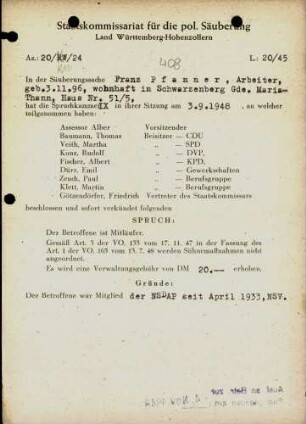 Staatskommissariat für die pol. Säuberung
Land Württemberg-Hohenzollern
Az.: 20/ /24
L: 20/45
408
In der Säuberungssache Franz Pfanner, Arbeiter,
geb.3.11.96, wohnhaft in Schwarzenberg Gde. Maria-
Thann, Haus Nr. 51/5,
hat die Spruchkammer IX in ihrer Sitzung am 3.9.1948, an welcher
teilgenommen haben:
Assessor Alber Vorsitzender
Baumann, Thomas Beisitzer — CDU
Veith, Martha „ — SPD
Konz, Rudolf „ — DVP,
Fischer, Albert „ — KPD,
Dürz, Emil „ — Gewerkschaften
Zesch, Paul „ — Berufsgruppe
Klett, Martin „ — Berufsgruppe
Götzendörfer, Friedrich Vertreter des Staatskommissars
beschlossen und sofort verkündet folgenden
SPRUCH:
Der Betroffene ist Mitläufer.
Gemäß Art. 3 der VO. 133 vom 17. 11. 47 in der Fassung des
Art. 1 der VO. 165 vom 13. 7. 48 werden Sühnemaßnahmen nicht
angeordnet.
Es wird eine Verwaltungsgebühr von DM 20.-- erhoben.
Gründe:
Der Betroffene war Mitglied der NSDAP seit April 1933, NSV.